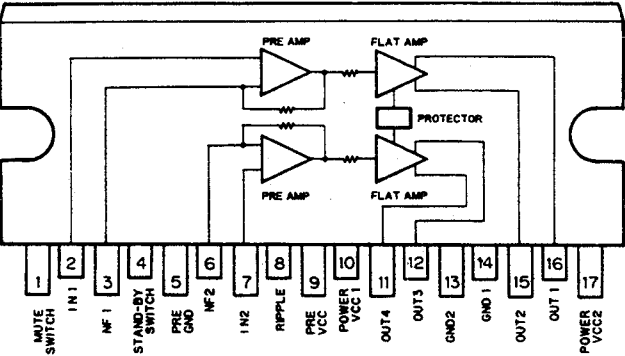 PRE AMP
FLAT AMP
PROTECTOR
PRE AMP
FLAT AMP
1
2
3
4
5
6
7
8
9
10
11
12
13
14
15
16
17
MUTE
SWITCH
IN 1
NF 1
STAND-BY
SWITCH
PRE
GND
NF2
IN2
RIPPLE
PRE
VCC
POWER
VCC 1
OUT4
OUT3
GND2
GND 1
OUT2
OUT 1
POWER
VCC2